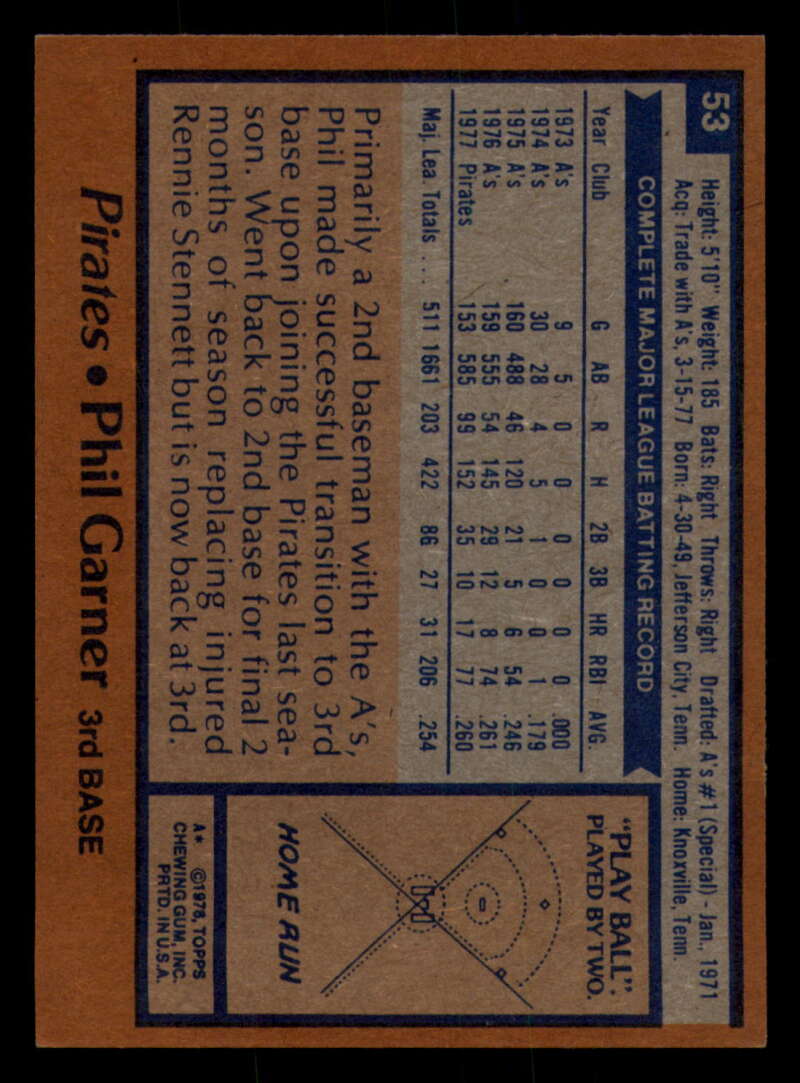 53
Height: 5'10" Weight: 185 Bats: Right Throws: Right Drafted: A's #1 (Special) - Jan., 1971
Acq: Trade with A's, 3-15-77 Born: 4-30-49, Jefferson City, Tenn. Home: Knoxville, Tenn.
COMPLETE MAJOR LEAGUE BATTING RECORD
Year Club G AB R H 2B 3B HR RBI AVG.
1973 A's 9 5 0 0 0 0 0 0 .000
1974 A's 30 28 4 5 1 0 0 1 .179
1975 A's 160 488 46 120 21 5 6 54 .246
1976 A's 159 555 54 145 29 12 8 74 .261
1977 Pirates 153 585 99 152 35 10 17 77 .260
Maj. Lea. Totals .... 511 1661 203 422 86 27 31 206 .254
Primarily a 2nd baseman with the A's,
Phil made successful transition to 3rd
base upon joining the Pirates last sea-
son. Went back to 2nd base for final 2
months of season replacing injured
Rennie Stennett but is now back at 3rd.
"PLAY BALL":
PLAYED BY TWO.
HOME RUN
A* ©1978, TOPPS
CHEWING GUM, INC.
PRTD. IN U.S.A.
Pirates • Phil Garner 3rd BASE